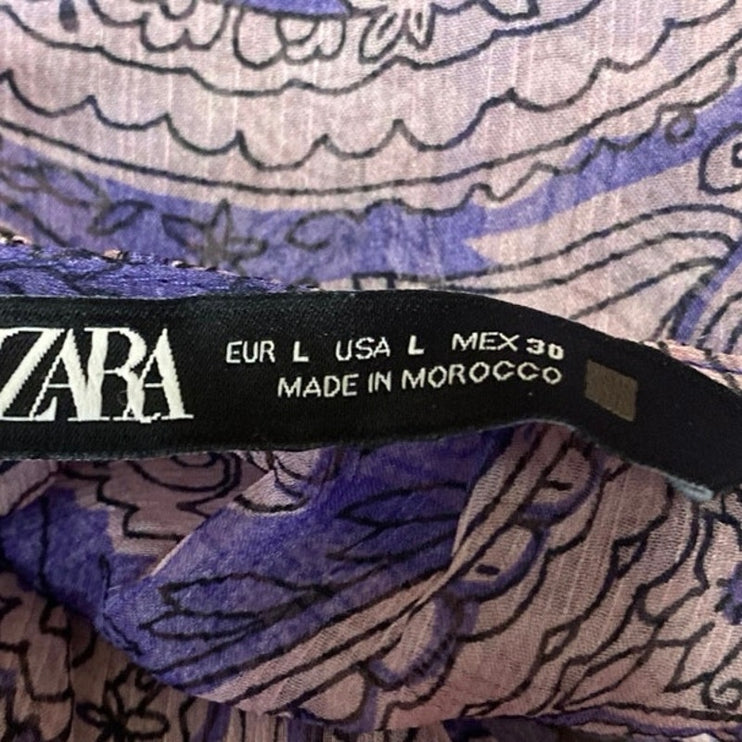 ZARA
EUR L USA L MEX 30
MADE IN MOROCCO